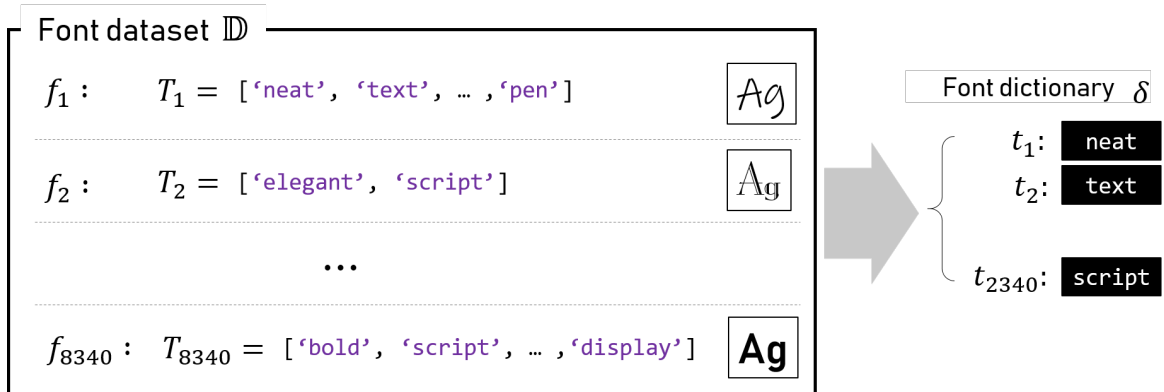 Font dataset 𝔻
f₁ : T₁ = [‘neat’, ‘text’, … ,‘pen’] Ag
f₂ : T₂ = [‘elegant’, ‘script’] Ag
...
f₈₃₄₀ : T₈₃₄₀ = [‘bold’, ‘script’, … ,‘display’] Ag
Font dictionary δ
t₁: neat
t₂: text
t₂₃₄₀: script